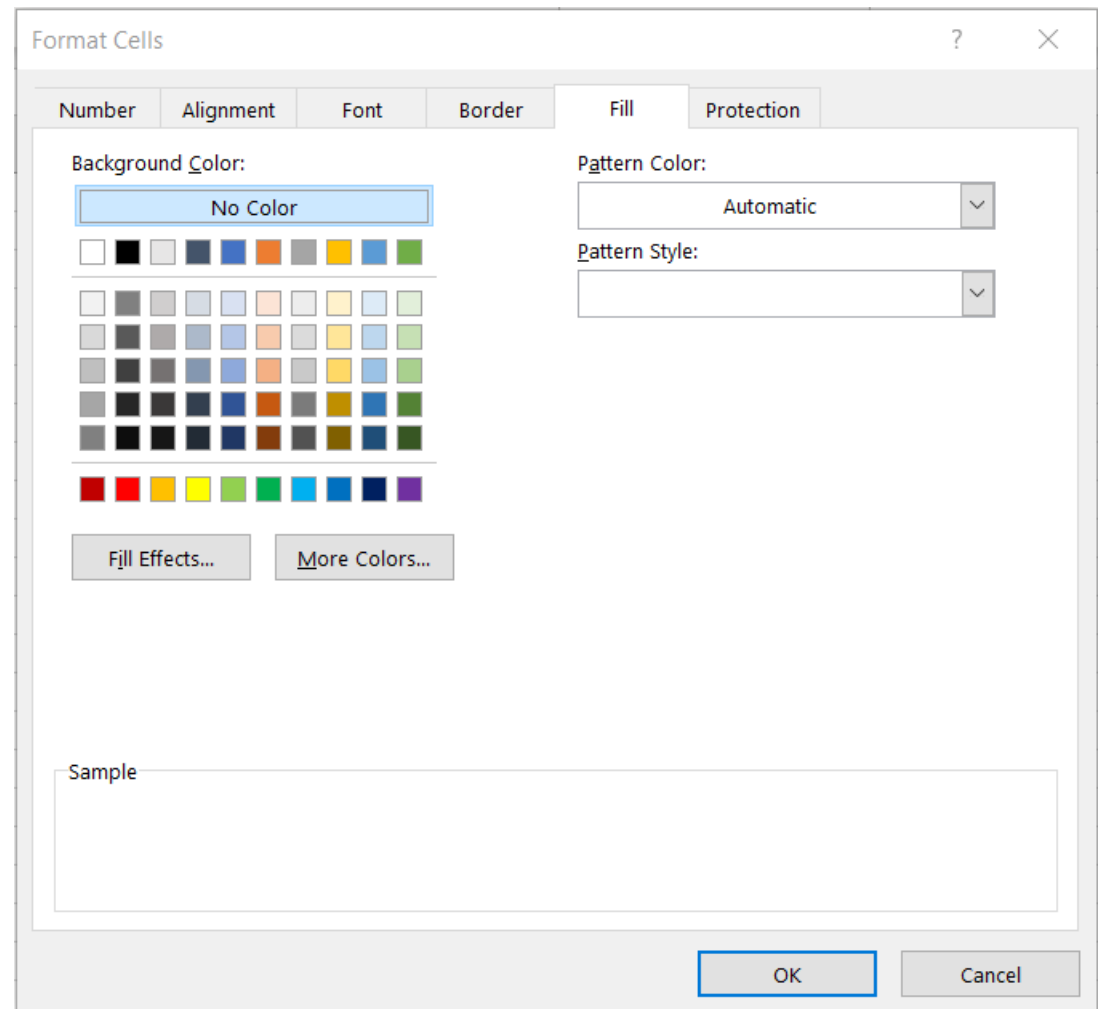 Format Cells ?
Number Alignment Font Border Fill Protection
Background Color:
No Color
Pattern Color:
Automatic
Pattern Style:
Fill Effects... More Colors...
Sample
OK Cancel